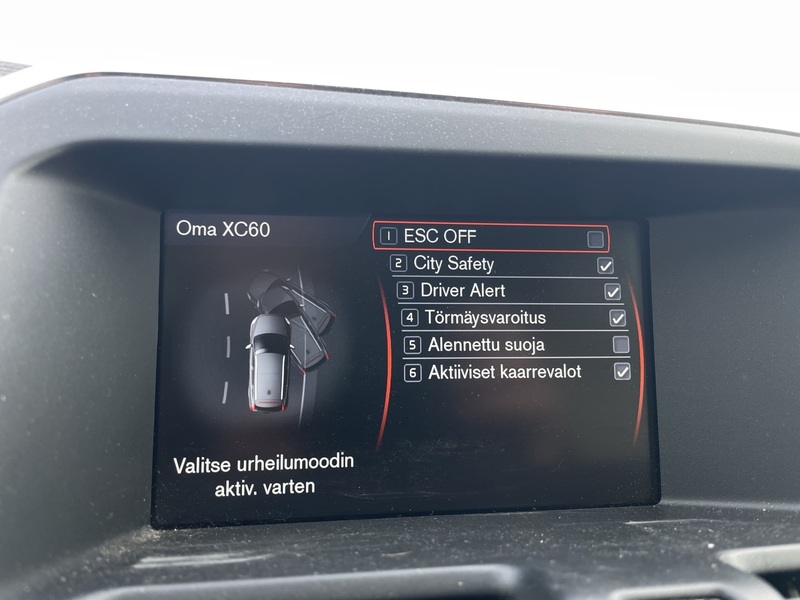 Oma XC60
1 ESC OFF
2 City Safety
3 Driver Alert
4 Törmäysvaroitus
5 Alennettu suoja
6 Aktiiviset kaarrevalot
Valitse urheilumoodin
aktiv. varten